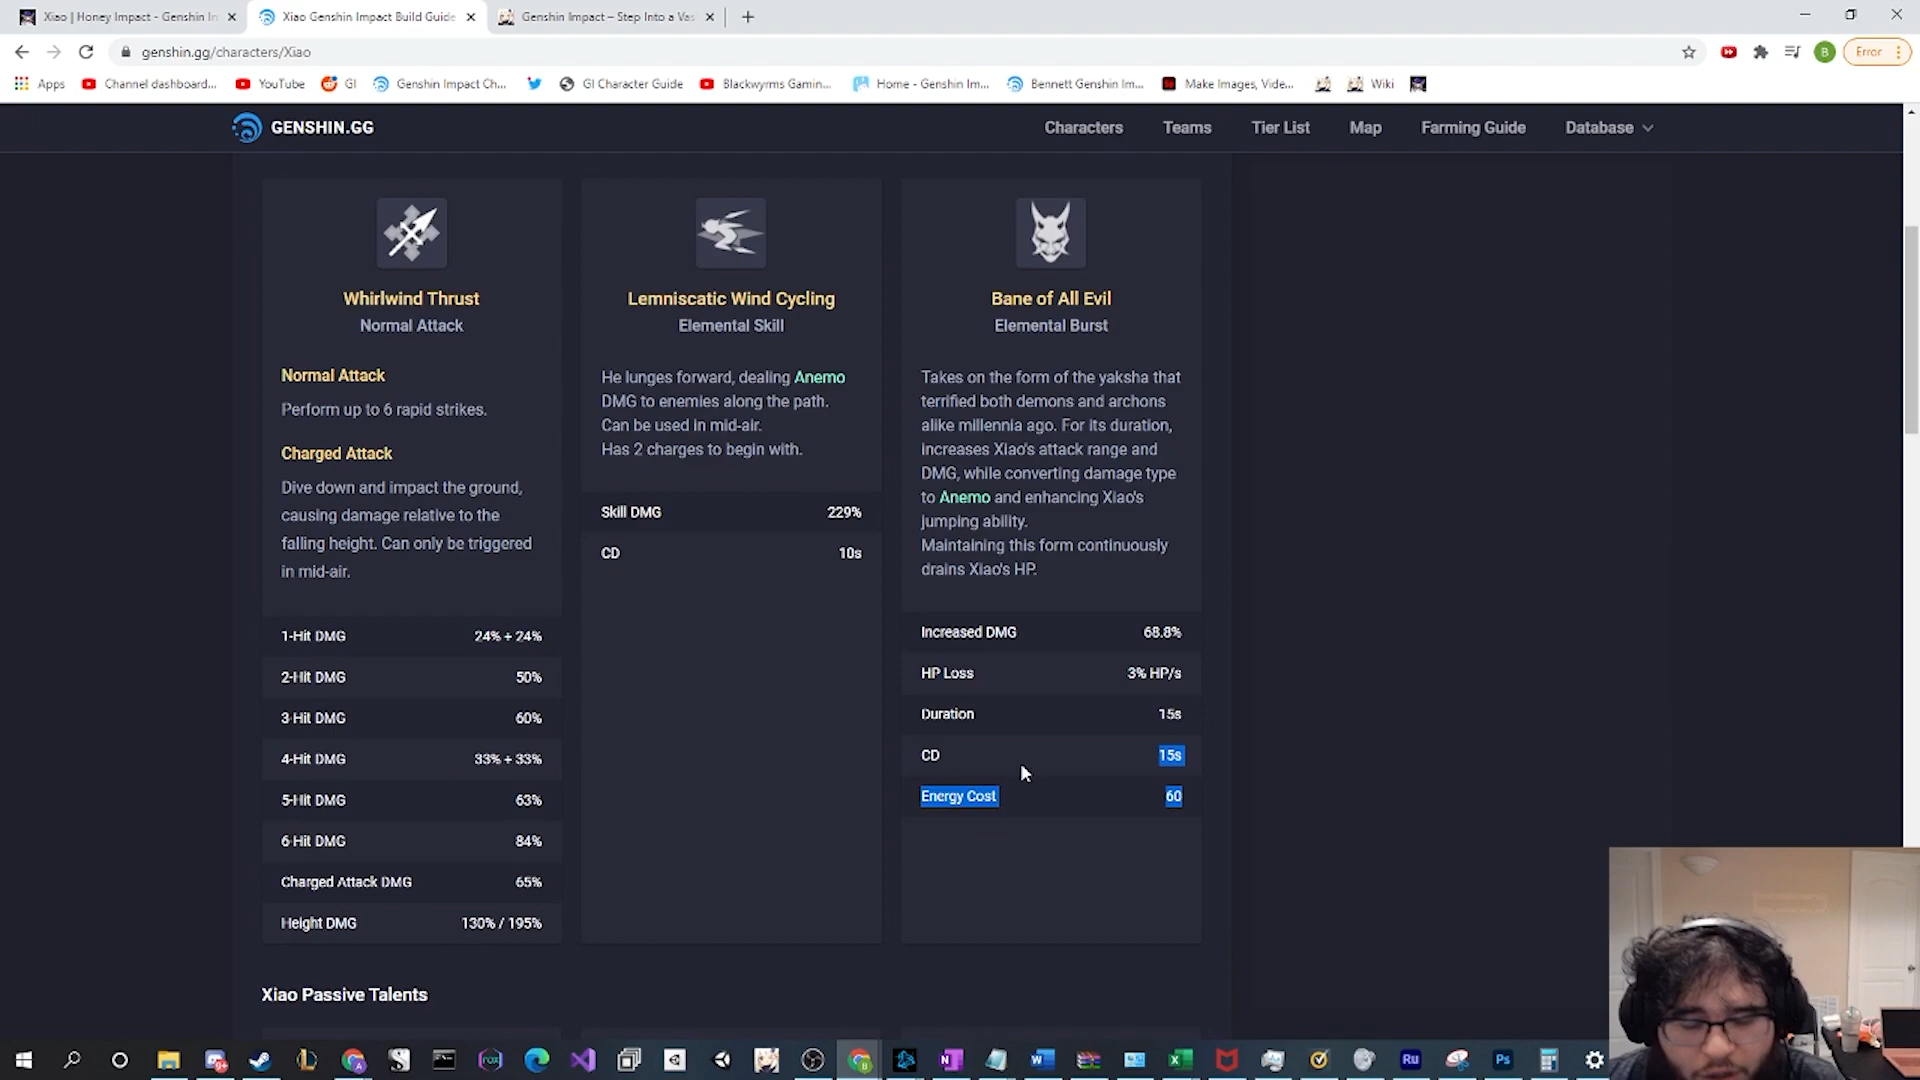 Xiao | Honey Impact - Genshin In
Xiao Genshin Impact Build Guide
Genshin Impact – Step Into a Vas
genshin.gg/characters/Xiao
B
Error
Apps
Channel dashboard...
YouTube
GI
Genshin Impact Ch...
GI Character Guide
Blackwyrms Gamin...
Home - Genshin Im...
Bennett Genshin Im...
Make Images, Vide...
Wiki
GENSHIN.GG
Characters
Teams
Tier List
Map
Farming Guide
Database
Whirlwind Thrust
Normal Attack
Normal Attack
Perform up to 6 rapid strikes.
Charged Attack
Dive down and impact the ground,
causing damage relative to the
falling height. Can only be triggered
in mid-air.
1-Hit DMG 24% + 24%
2-Hit DMG 50%
3-Hit DMG 60%
4-Hit DMG 33% + 33%
5-Hit DMG 63%
6-Hit DMG 84%
Charged Attack DMG 65%
Height DMG 130% / 195%
Lemniscatic Wind Cycling
Elemental Skill
He lunges forward, dealing Anemo
DMG to enemies along the path.
Can be used in mid-air.
Has 2 charges to begin with.
Skill DMG 229%
CD 10s
Bane of All Evil
Elemental Burst
Takes on the form of the yaksha that
terrified both demons and archons
alike millennia ago. For its duration,
increases Xiao's attack range and
DMG, while converting damage type
to Anemo and enhancing Xiao's
jumping ability.
Maintaining this form continuously
drains Xiao's HP.
Increased DMG 68.8%
HP Loss 3% HP/s
Duration 15s
CD 15s
Energy Cost 60
Xiao Passive Talents
Ru
Ps